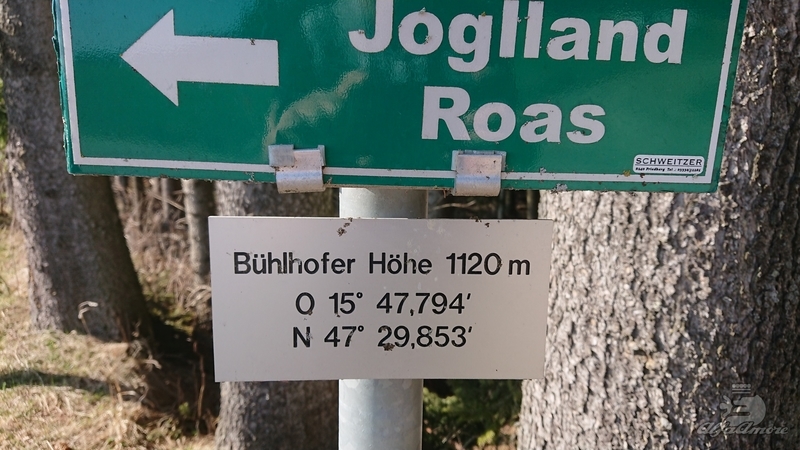 Joglland
Roas
SCHWEITZER
Bühlhofer Höhe 1120 m
O 15° 47,794'
N 47° 29,853'